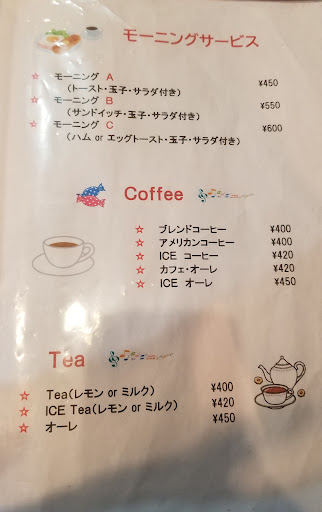 モーニングサービス
☆ モーニング A ¥450
(トースト・玉子・サラダ付き)
☆ モーニング B ¥550
(サンドイッチ・玉子・サラダ付き)
☆ モーニング C ¥600
(ハム or エッグトースト・玉子・サラダ付き)
Coffee
☆ ブレンドコーヒー ¥400
☆ アメリカンコーヒー ¥400
☆ ICE コーヒー ¥420
☆ カフェ・オーレ ¥420
☆ ICE オーレ ¥450
Tea
☆ Tea(レモン or ミルク) ¥400
☆ ICE Tea(レモン or ミルク) ¥420
☆ オーレ ¥450